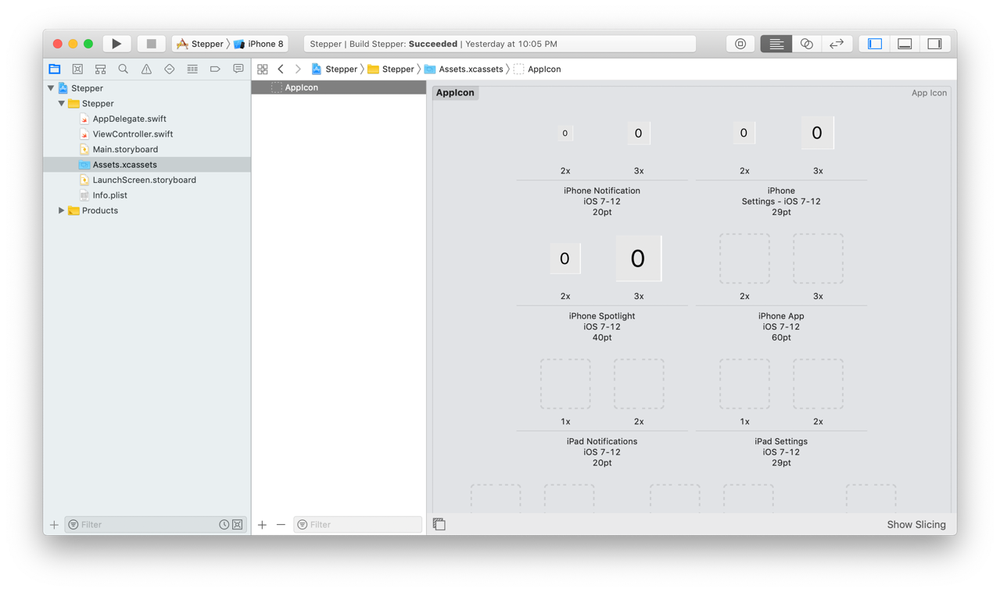 Stepper iPhone 8
Stepper | Build Stepper: Succeeded | Yesterday at 10:05 PM
Stepper Stepper Assets.xcassets AppIcon
Stepper
Stepper
AppDelegate.swift
ViewController.swift
Main.storyboard
Assets.xcassets
LaunchScreen.storyboard
Info.plist
Products
Filter
AppIcon
Filter
AppIcon App Icon
0 0 0 0
2x 3x 2x 3x
iPhone Notification
iOS 7-12
20pt
iPhone
Settings - iOS 7-12
29pt
0 0
2x 3x 2x 3x
iPhone Spotlight
iOS 7-12
40pt
iPhone App
iOS 7-12
60pt
1x 2x 1x 2x
iPad Notifications
iOS 7-12
20pt
iPad Settings
iOS 7-12
29pt
Show Slicing